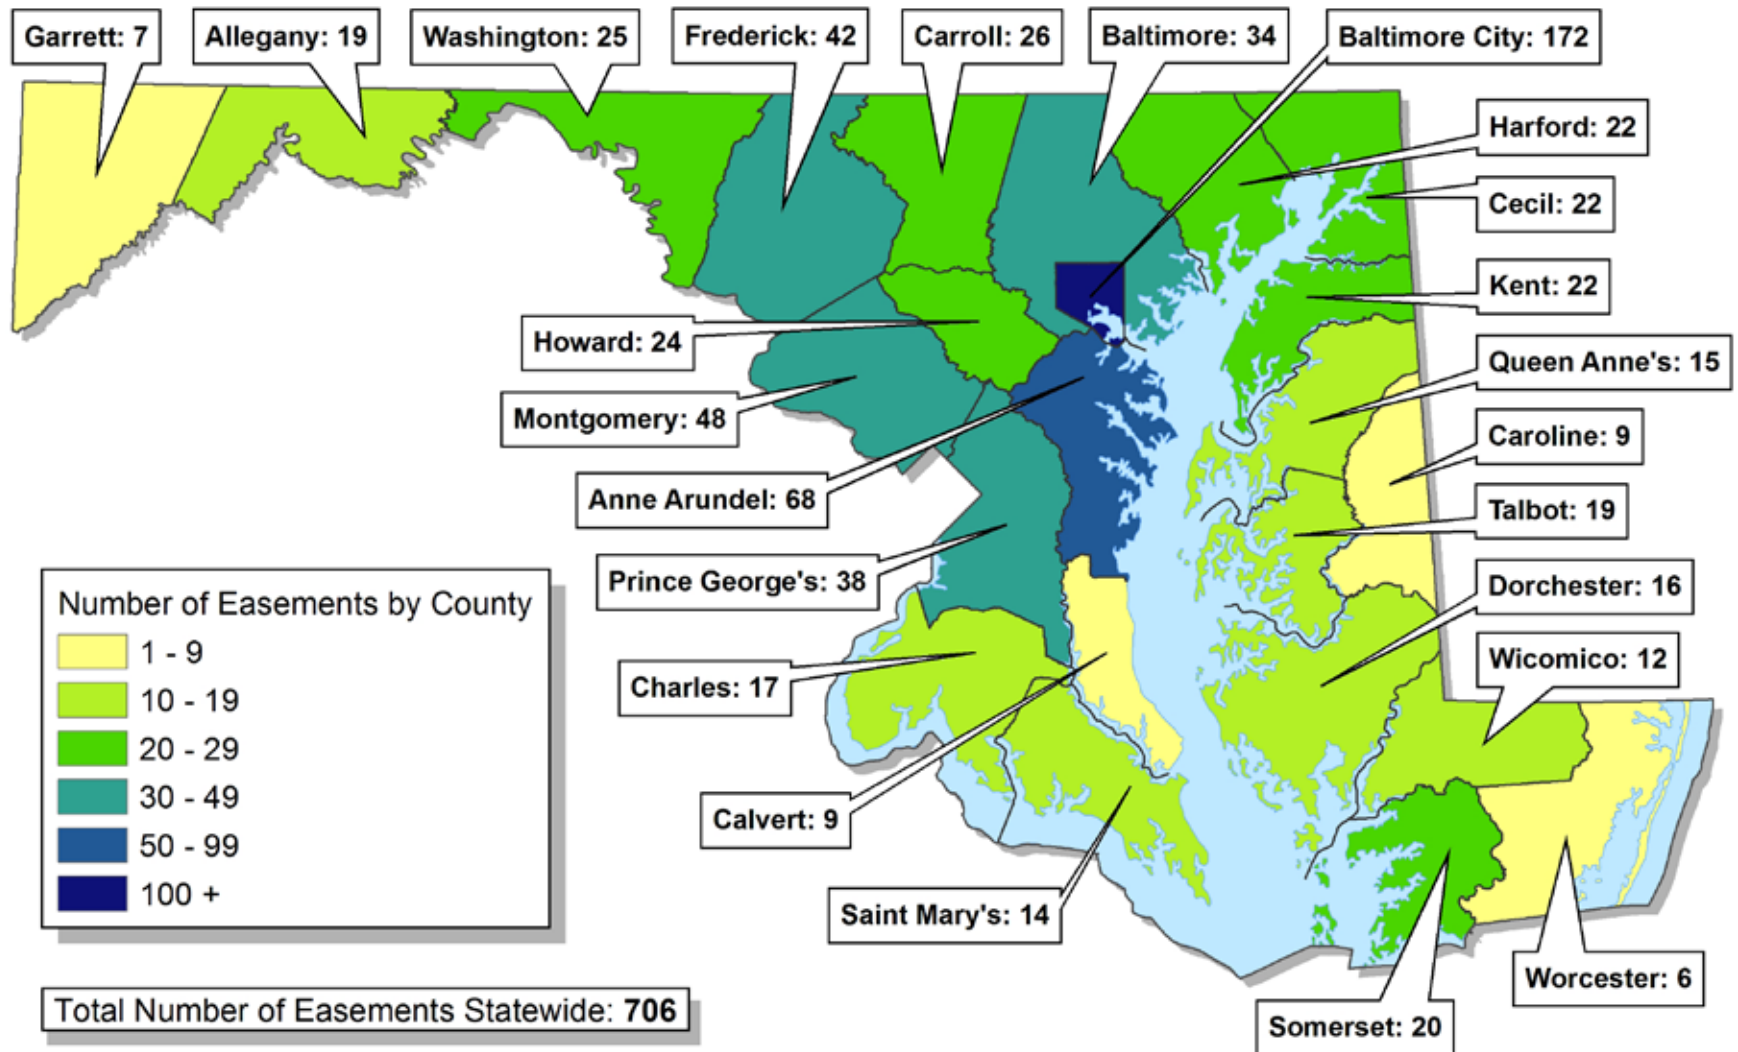 Garrett: 7
Allegany: 19
Washington: 25
Frederick: 42
Carroll: 26
Baltimore: 34
Baltimore City: 172
Harford: 22
Cecil: 22
Kent: 22
Howard: 24
Queen Anne's: 15
Montgomery: 48
Caroline: 9
Anne Arundel: 68
Talbot: 19
Prince George's: 38
Dorchester: 16
Charles: 17
Wicomico: 12
Calvert: 9
Saint Mary's: 14
Worcester: 6
Somerset: 20
Number of Easements by County
1 - 9
10 - 19
20 - 29
30 - 49
50 - 99
100 +
Total Number of Easements Statewide: 706